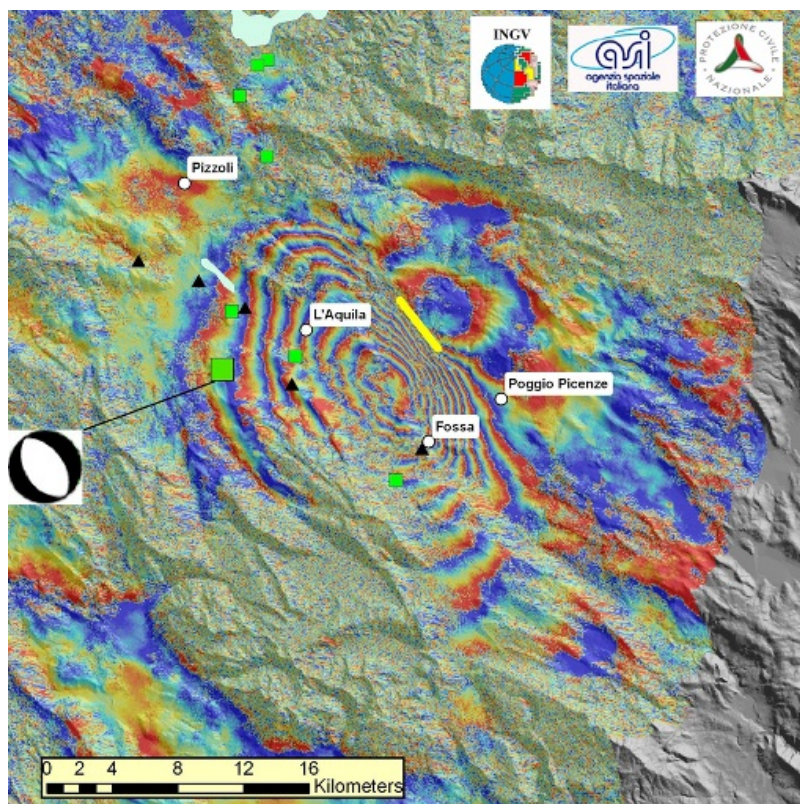 INGV
asi
agenzia spaziale
italiana
PROTEZIONE CIVILE
NAZIONALE
Pizzoli
L'Aquila
Poggio Picenze
Fossa
0 2 4 8 12 16
Kilometers